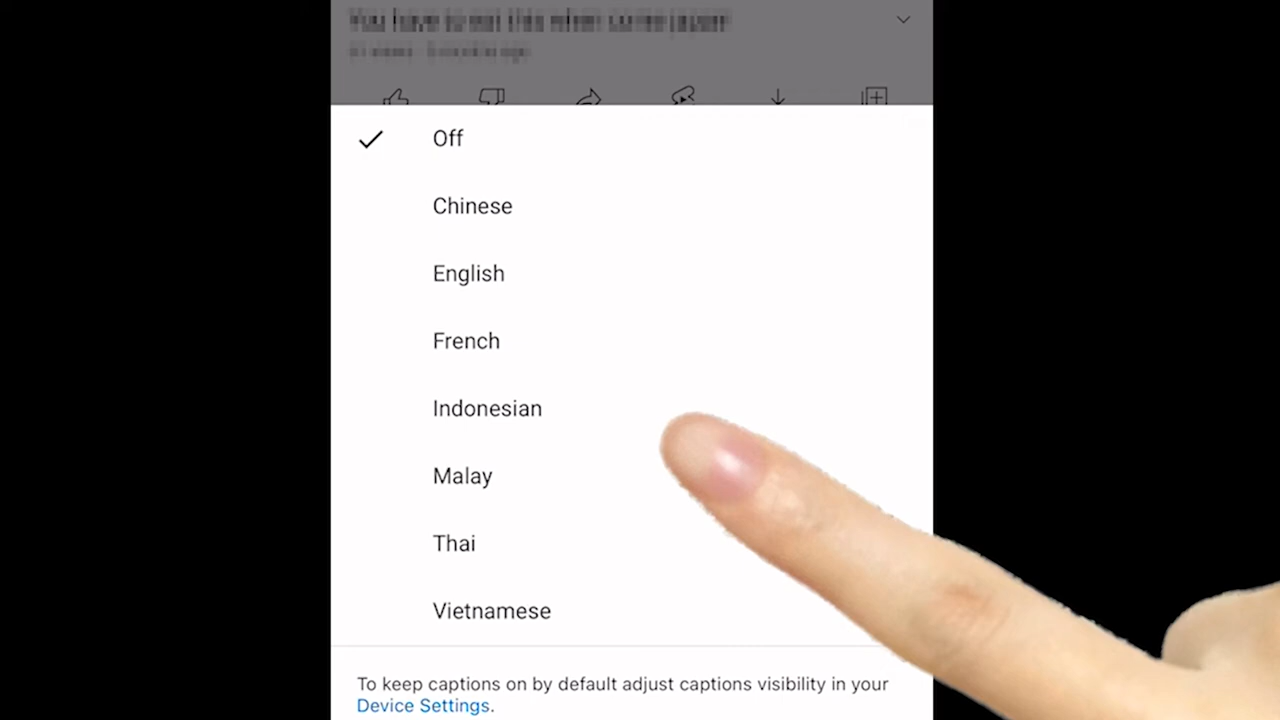 Off
Chinese
English
French
Indonesian
Malay
Thai
Vietnamese
To keep captions on by default adjust captions visibility in your
Device Settings.